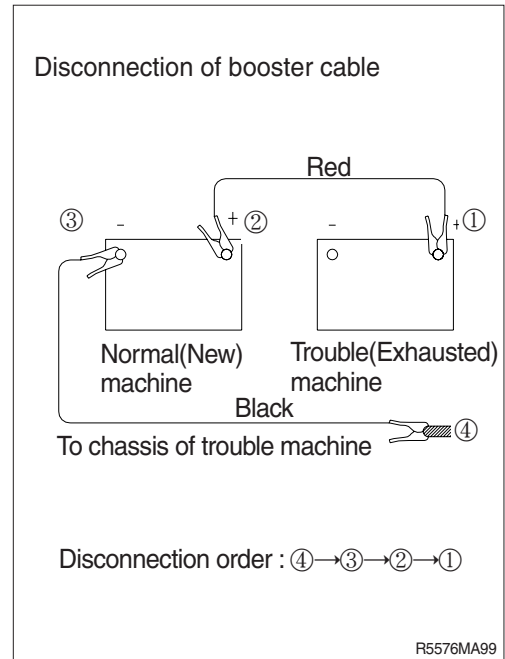 Disconnection of booster cable
Red
③ - + ② - + ①
Normal(New)
machine
Trouble(Exhausted)
machine
Black
To chassis of trouble machine ④
Disconnection order : ④→③→②→①
R5576MA99